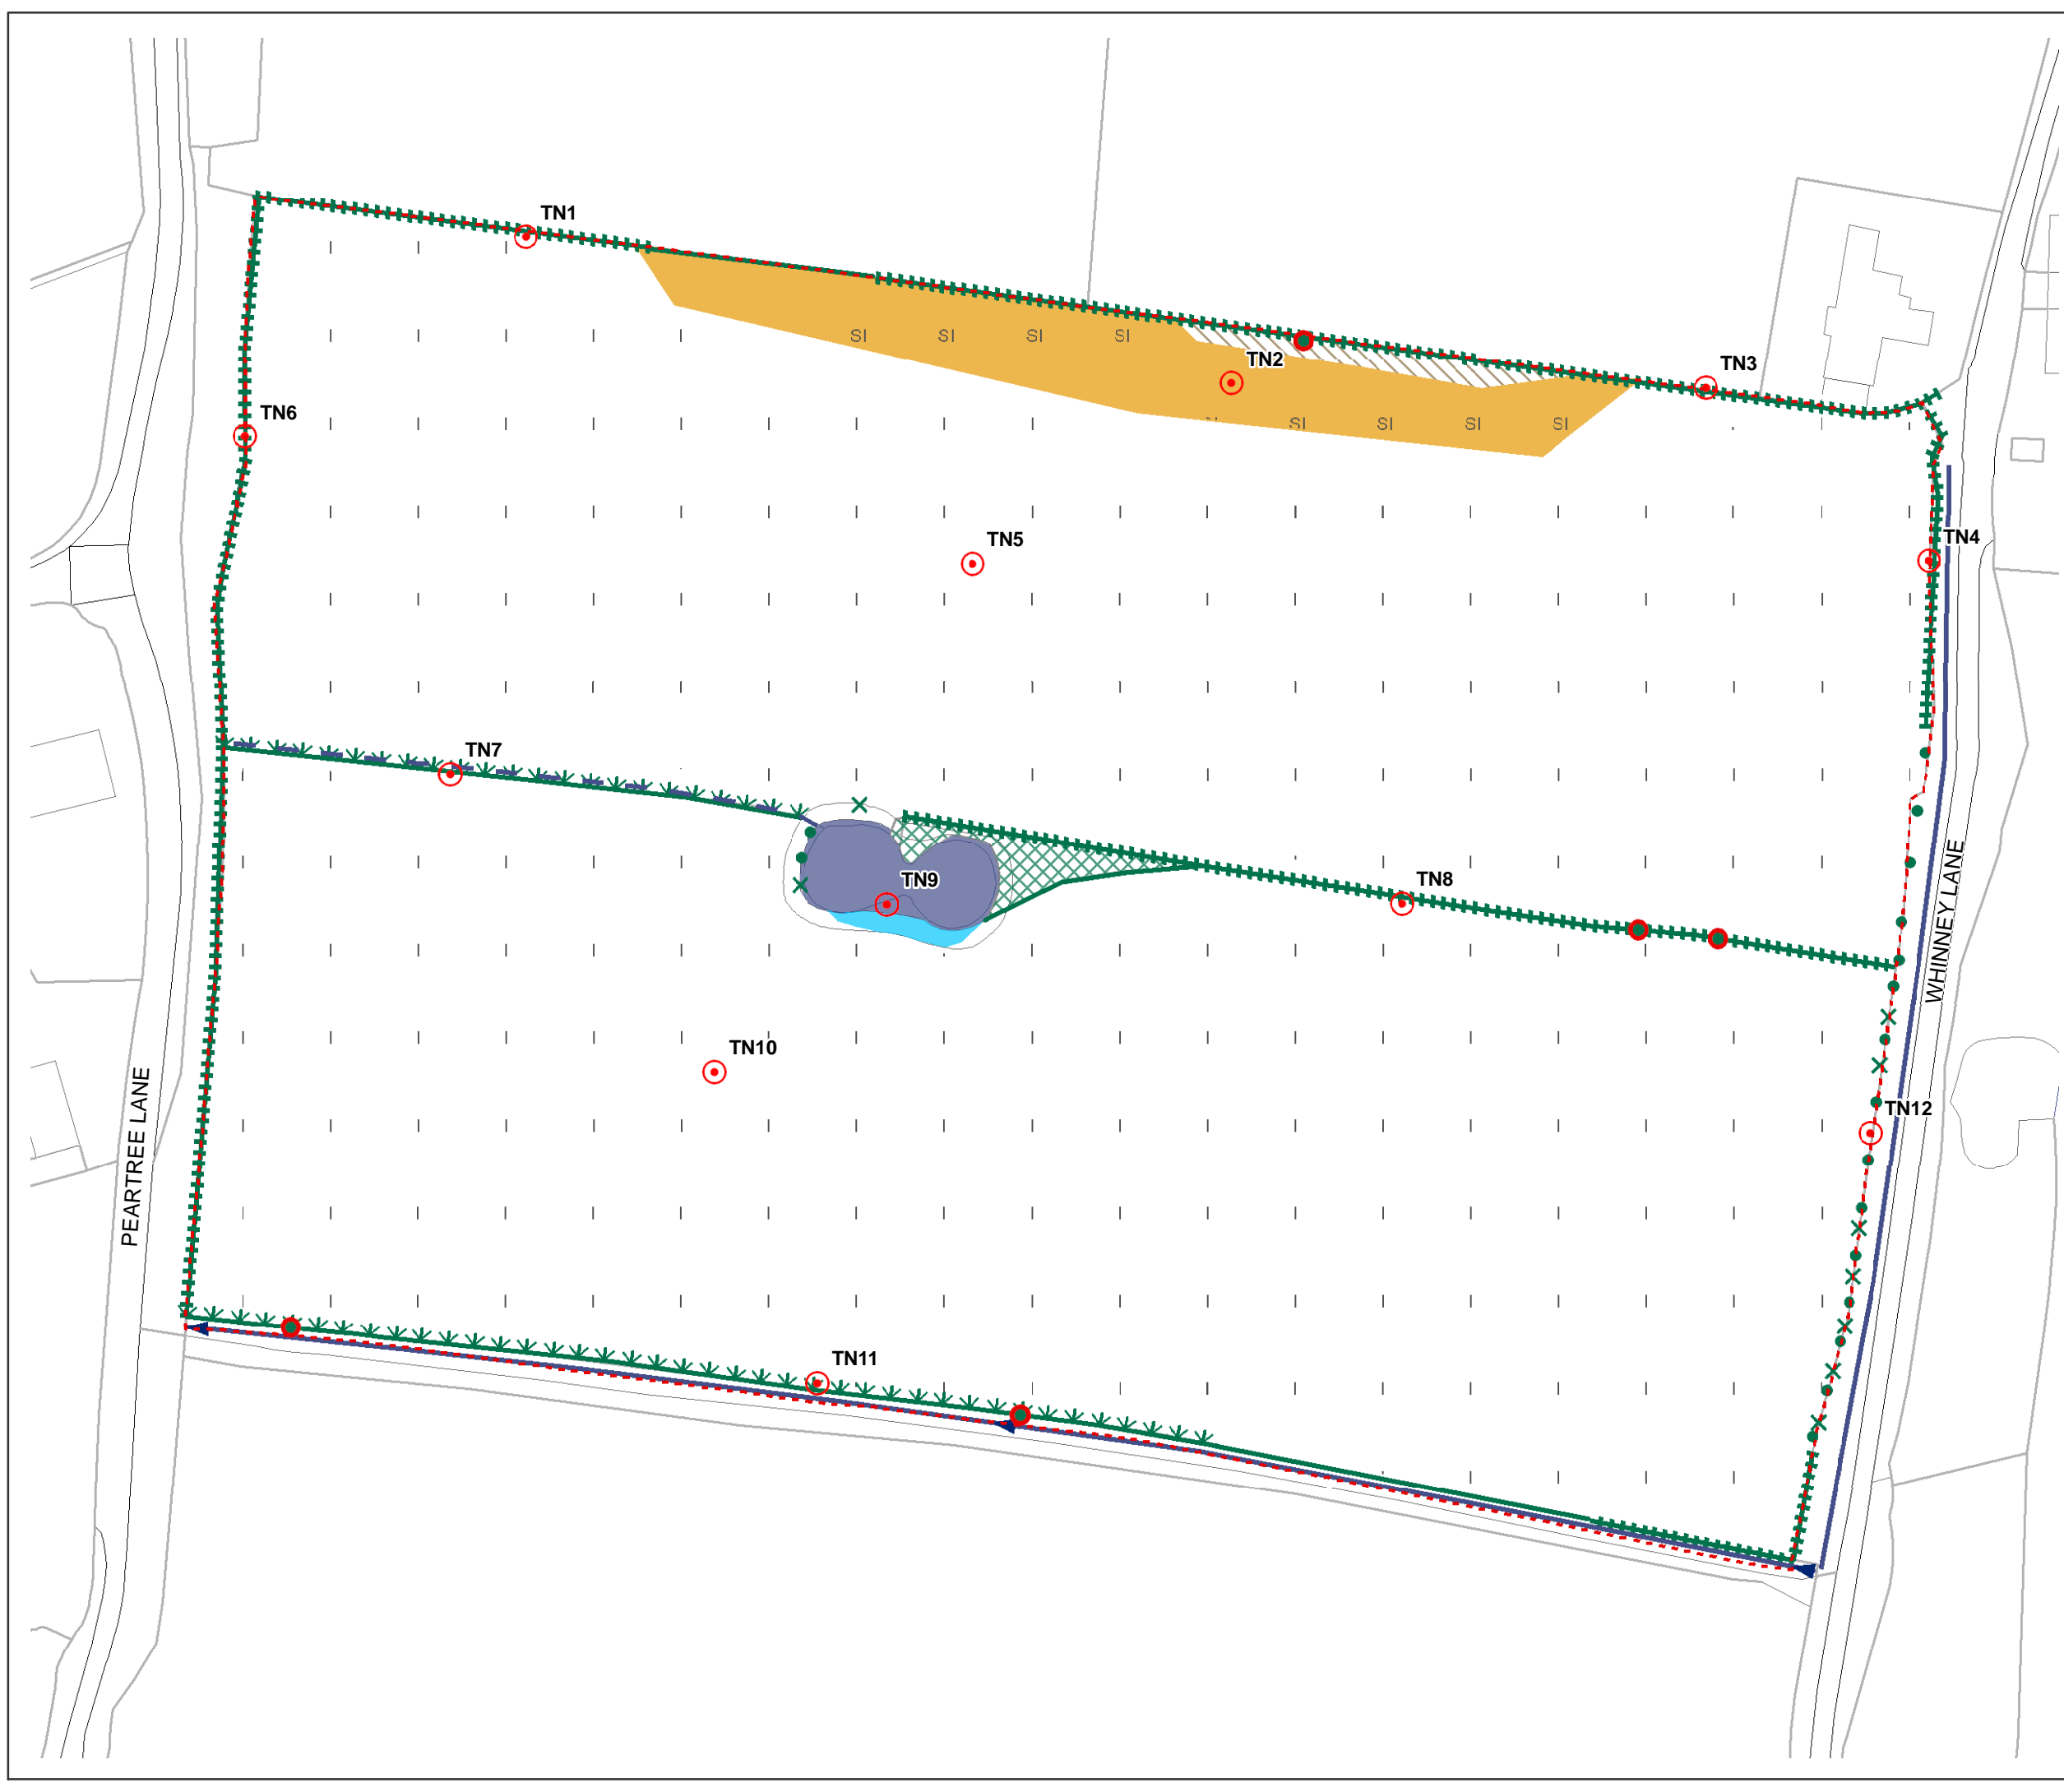 TN1
SI SI SI SI
TN2
TN3
TN6
SI SI SI SI
TN5
TN4
TN7
TN9
TN8
WHINNEY LANE
TN10
PEARTREE LANE
TN12
TN11